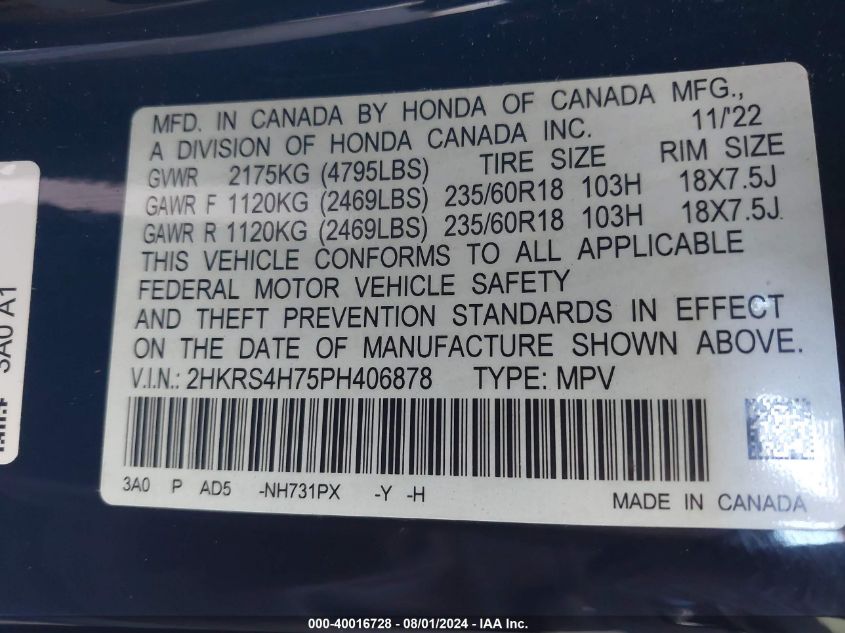 MFD. IN CANADA BY HONDA OF CANADA MFG.,
A DIVISION OF HONDA CANADA INC. 11/'22
GVWR 2175KG (4795LBS) TIRE SIZE RIM SIZE
GAWR F 1120KG (2469LBS) 235/60R18 103H 18X7.5J
GAWR R 1120KG (2469LBS) 235/60R18 103H 18X7.5J
THIS VEHICLE CONFORMS TO ALL APPLICABLE
FEDERAL MOTOR VEHICLE SAFETY
AND THEFT PREVENTION STANDARDS IN EFFECT
ON THE DATE OF MANUFACTURE SHOWN ABOVE.
V.I.N.: 2HKRS4H75PH406878 TYPE: MPV
3A0 P AD5 -NH731PX -Y -H
MADE IN CANADA
3A0 A1
000-40016728 - 08/01/2024 - IAA Inc.